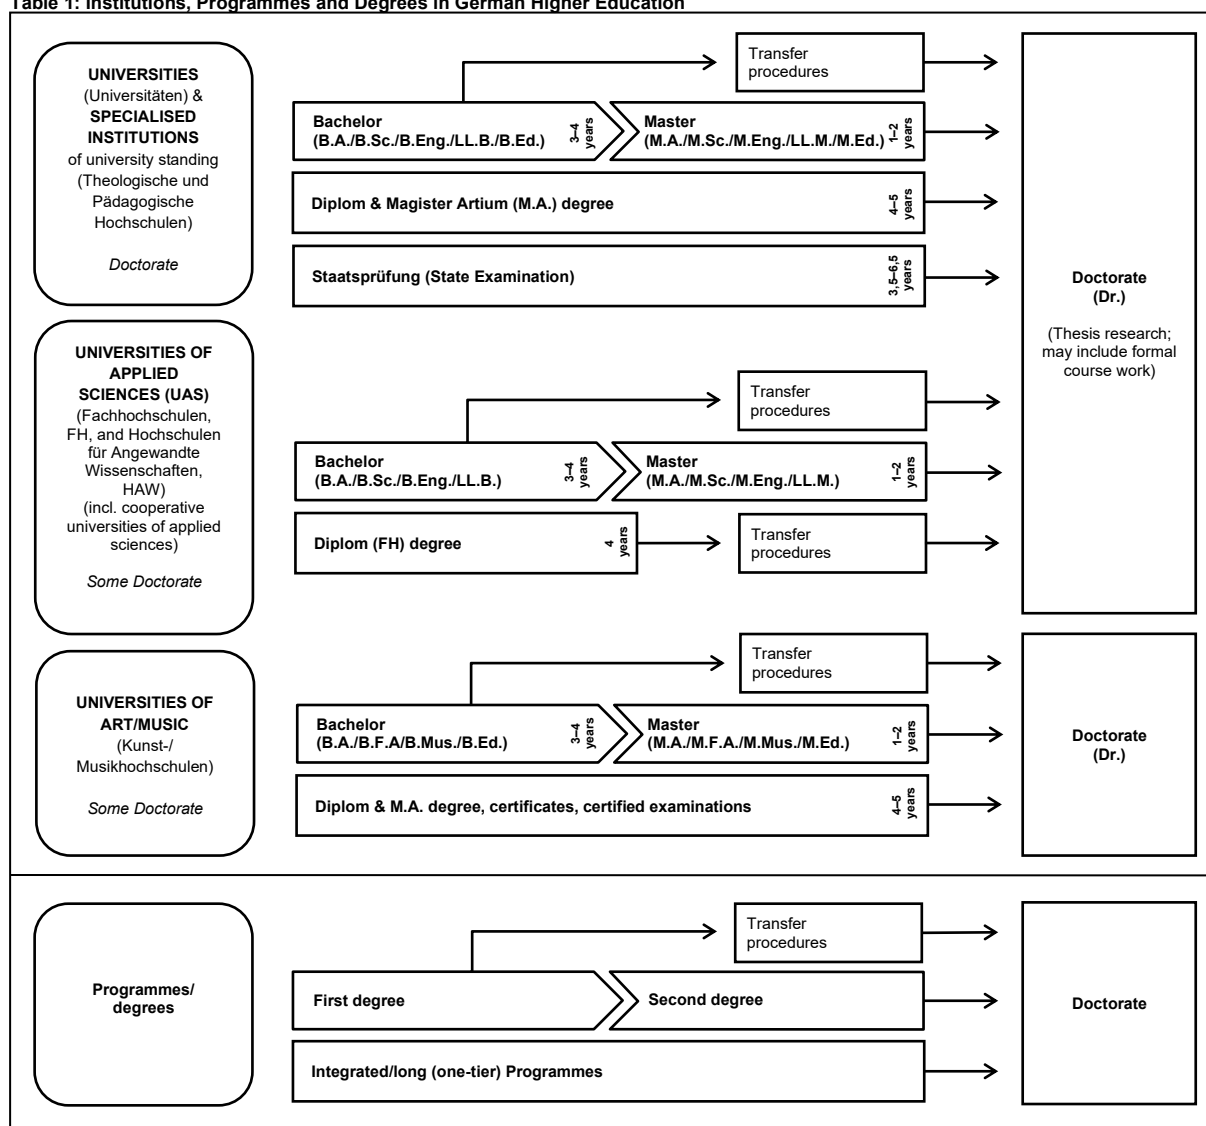 Table 1: Institutions, Programmes and Degrees in German Higher Education
UNIVERSITIES
(Universitäten) &
SPECIALISED
INSTITUTIONS
of university standing
(Theologische und
Pädagogische
Hochschulen)
Doctorate
Transfer
procedures
Bachelor
(B.A./B.Sc./B.Eng./LL.B./B.Ed.)
3–4
years
Master
(M.A./M.Sc./M.Eng./LL.M./M.Ed.)
1–2
years
Diplom & Magister Artium (M.A.) degree
4–5
years
Staatsprüfung (State Examination)
3,5–6,5
years
Doctorate
(Dr.)
(Thesis research;
may include formal
course work)
UNIVERSITIES OF
APPLIED
SCIENCES (UAS)
(Fachhochschulen,
FH, and Hochschulen
für Angewandte
Wissenschaften,
HAW)
(incl. cooperative
universities of applied
sciences)
Some Doctorate
Transfer
procedures
Bachelor
(B.A./B.Sc./B.Eng./LL.B.)
3–4
years
Master
(M.A./M.Sc./M.Eng./LL.M.)
1–2
years
Diplom (FH) degree
4
years
Transfer
procedures
UNIVERSITIES OF
ART/MUSIC
(Kunst-/
Musikhochschulen)
Some Doctorate
Transfer
procedures
Bachelor
(B.A./B.F.A/B.Mus./B.Ed.)
3–4
years
Master
(M.A./M.F.A./M.Mus./M.Ed.)
1–2
years
Diplom & M.A. degree, certificates, certified examinations
4–5
years
Doctorate
(Dr.)
Programmes/
degrees
Transfer
procedures
First degree
Second degree
Integrated/long (one-tier) Programmes
Doctorate